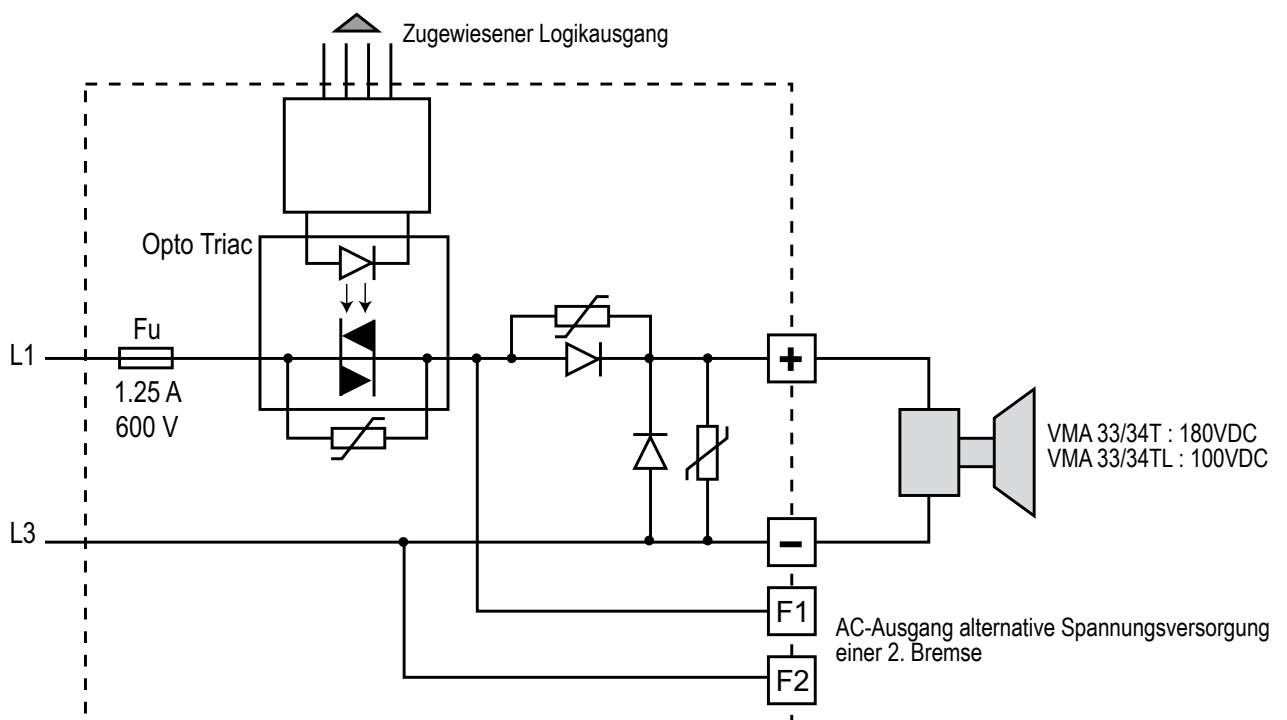 Zugewiesener Logikausgang
Opto Triac
Fu
L1
1.25 A
600 V
+
VMA 33/34T : 180VDC
VMA 33/34TL : 100VDC
L3
−
F1
AC-Ausgang alternative Spannungsversorgung
einer 2. Bremse
F2